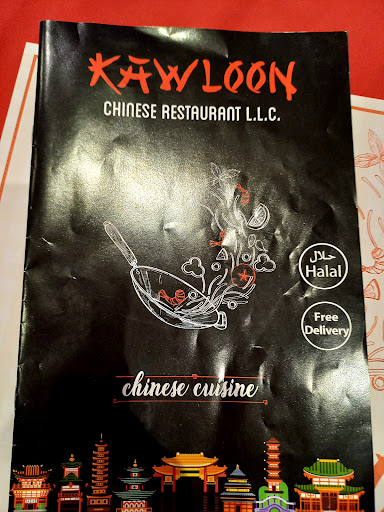 KAWLOON
CHINESE RESTAURANT L.L.C.
حلال
Halal
Free
Delivery
chinese cuisine